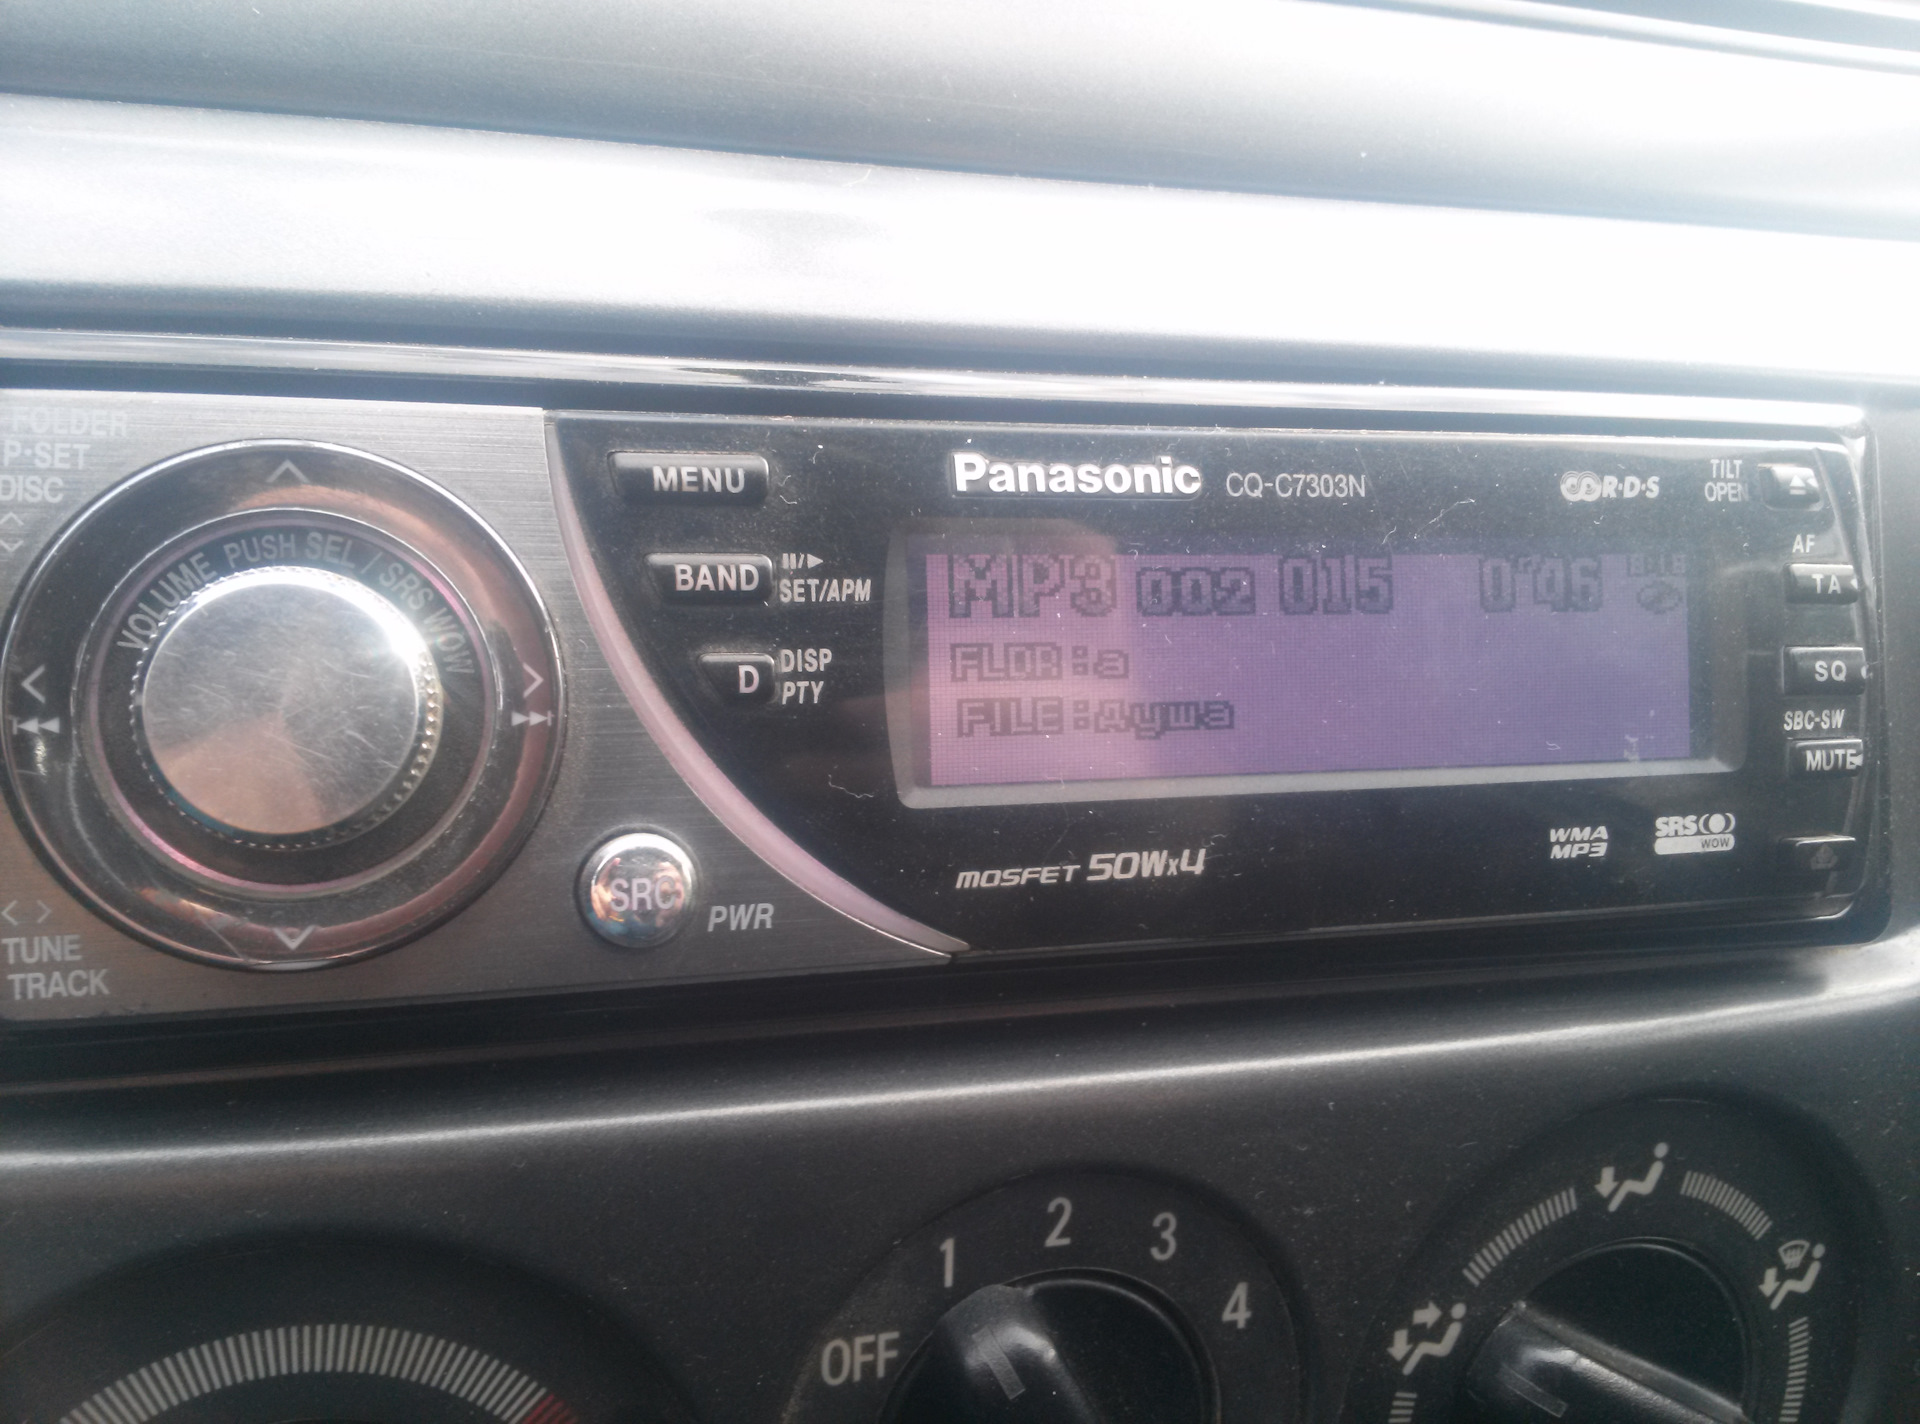 FOLDER
P·SET
DISC
VOLUME PUSH SEL / SRS WOW
TUNE
TRACK
SRC
PWR
MENU
BAND
SET/APM
D
DISP
PTY
Panasonic CQ-C7303N
R·D·S
TILT
OPEN
AF
TA
SQ
SBC-SW
MUTE
MP3 002 015 0'46
FLDR:a
FILE:Душа
MOSFET 50Wx4
WMA
MP3
SRS
WOW
OFF 1 2 3 4